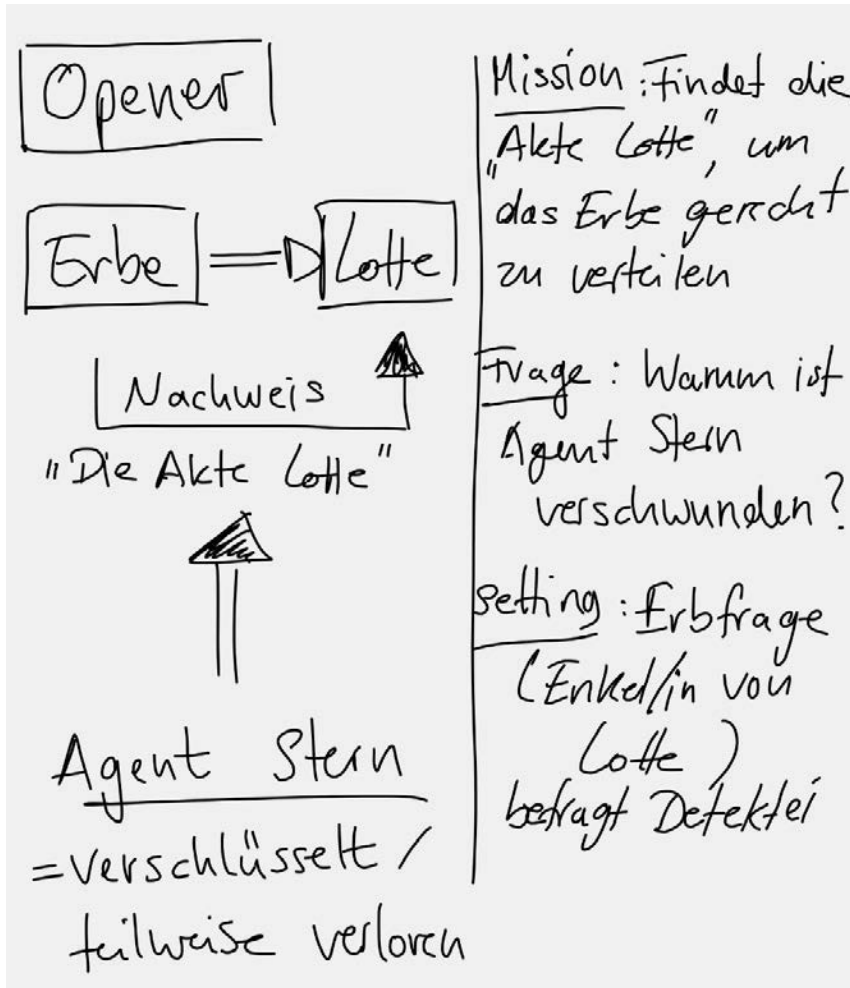 Opener
Erbe
Lotte
Nachweis
"Die Akte Lotte"
Agent Stern
=verschlüsselt /
teilweise verloren
Mission: Findet die
"Akte Lotte", um
das Erbe gerecht
zu verteilen
Frage: Warum ist
Agent Stern
verschwunden?
Setting: Erbfrage
(Enkel/in von
Lotte)
befragt Detektei